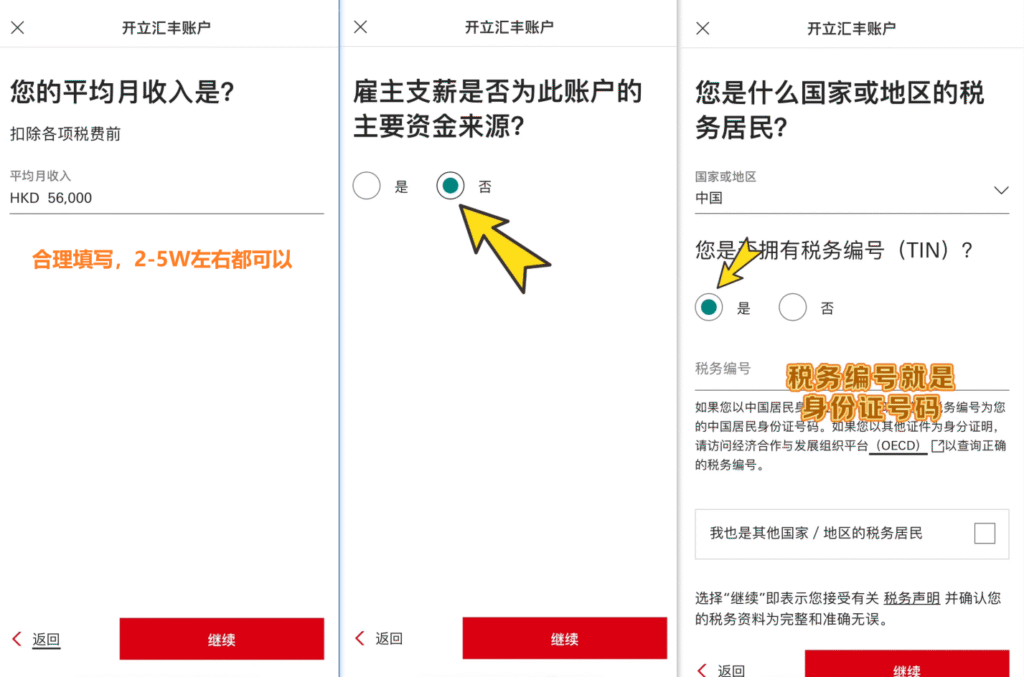 开立汇丰账户
您的平均月收入是?
扣除各项税费前
平均月收入
HKD 56,000
合理填写，2-5W左右都可以
返回
继续
开立汇丰账户
雇主支薪是否为此账户的
主要资金来源?
是
否
返回
继续
开立汇丰账户
您是什么国家或地区的税
务居民?
国家或地区
中国
您是 拥有税务编号（TIN）?
是
否
税务编号
税务编号就是
身份证号码
如果您以中国居民 务编号为您
的中国居民身份证号码。如果您以其他证件为身分证明，
请访问经济合作与发展组织平台（OECD）以查询正确
的税务编号。
我也是其他国家 / 地区的税务居民
选择“继续”即表示您接受有关 税务声明 并确认您
的税务资料为完整和准确无误。
返回
继续